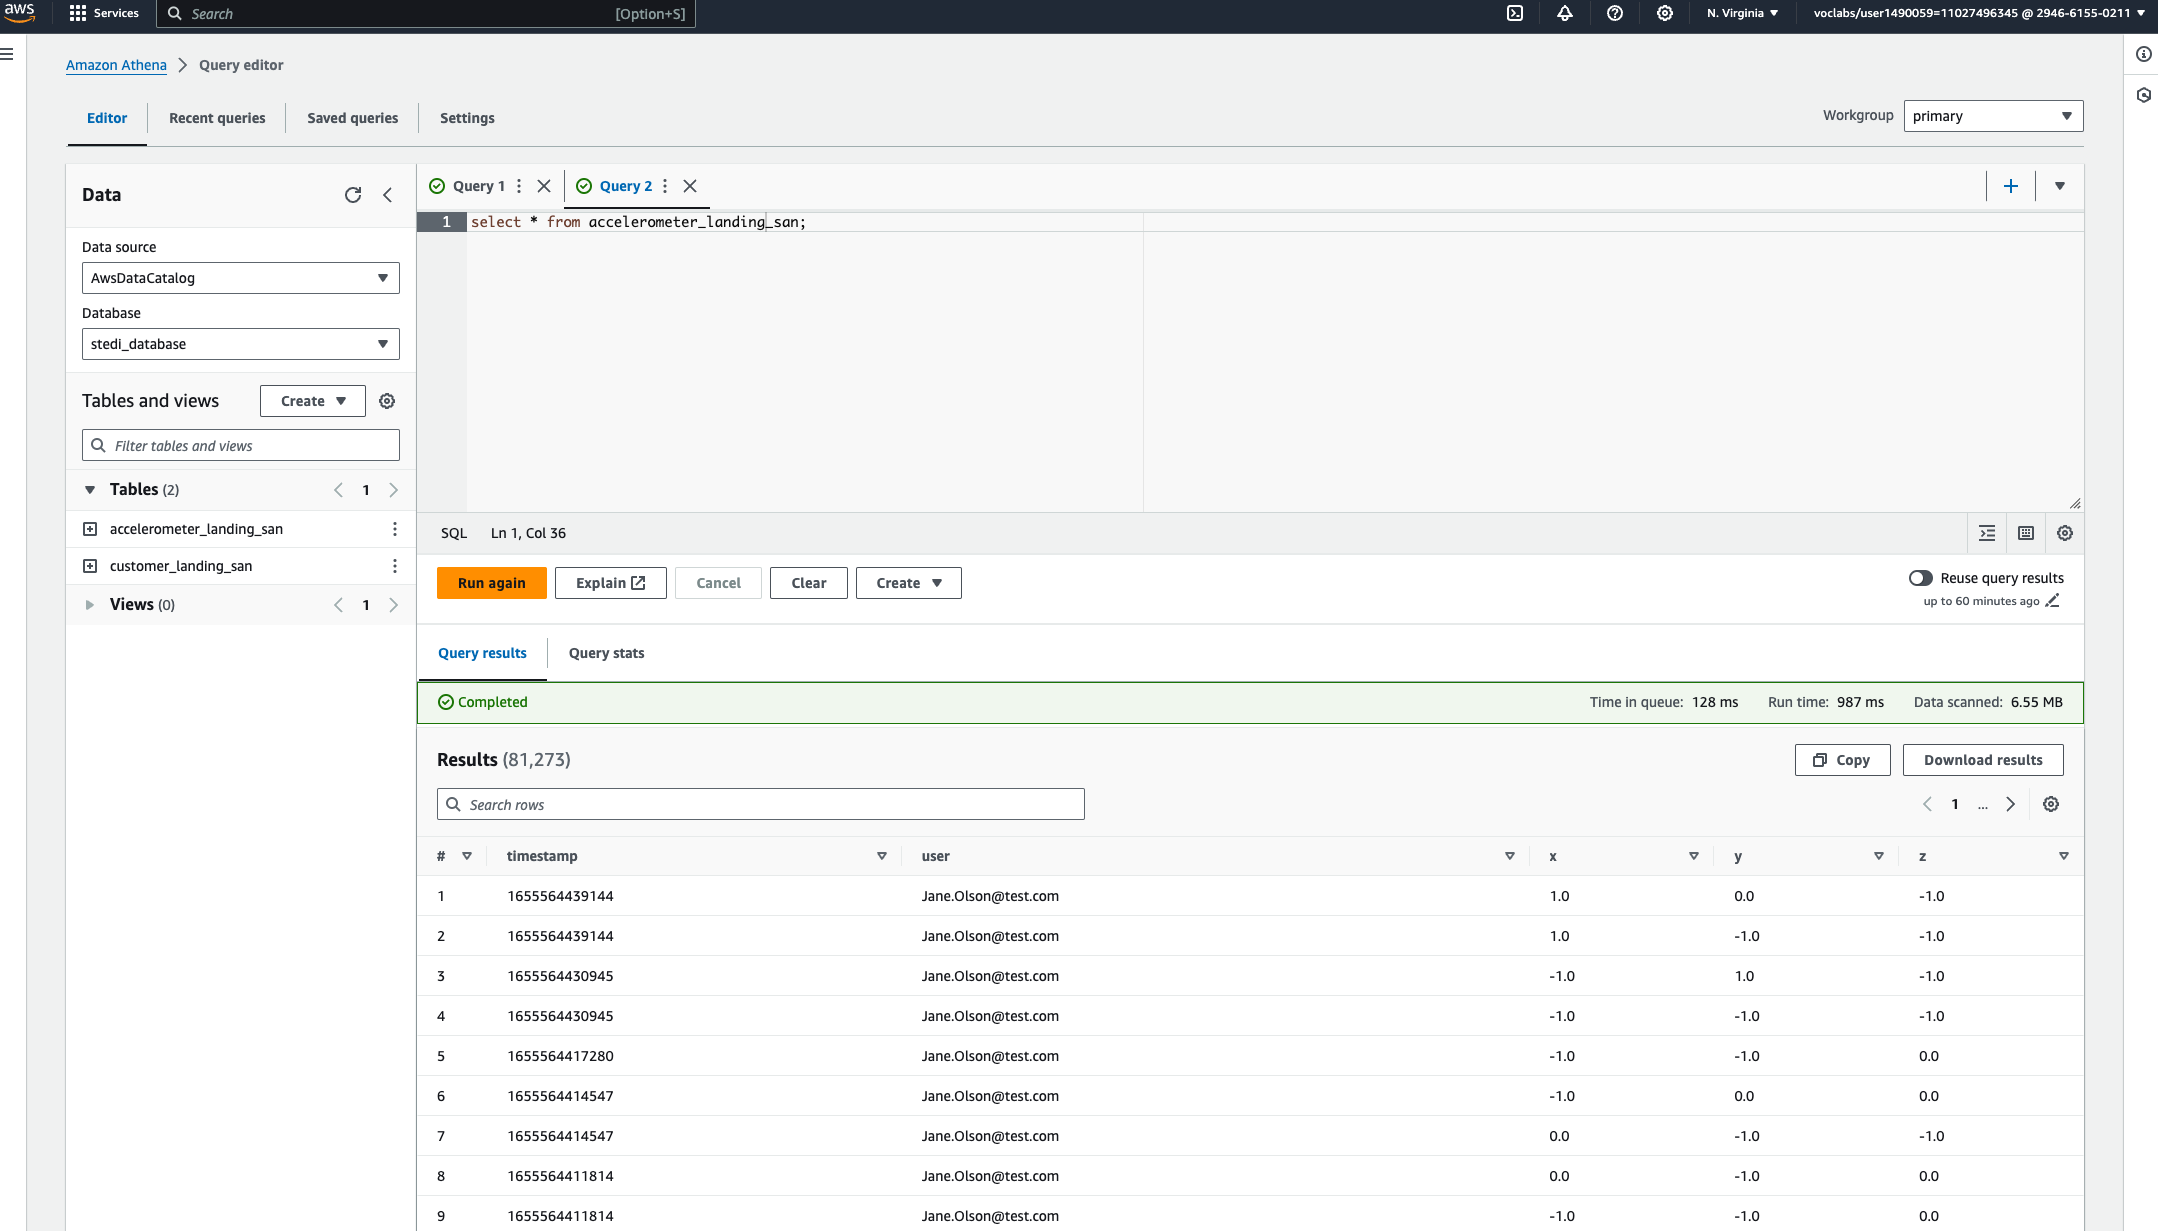 aws Services Search [Option+S] N. Virginia voclabs/user1490059=11027496345 @ 2946-6155-0211
Amazon Athena Query editor
Editor Recent queries Saved queries Settings Workgroup primary
Data
Data source
AwsDataCatalog
Database
stedi_database
Tables and views Create
Filter tables and views
Tables (2) 1
accelerometer_landing_san
customer_landing_san
Views (0) 1
Query 1 Query 2
1 select * from accelerometer_landing_san;
SQL Ln 1, Col 36
Run again Explain Cancel Clear Create Reuse query results
up to 60 minutes ago
Query results Query stats
Completed Time in queue: 128 ms Run time: 987 ms Data scanned: 6.55 MB
Results (81,273) Copy Download results
Search rows 1 ...
# timestamp user x y z
1 1655564439144 Jane.Olson@test.com 1.0 0.0 -1.0
2 1655564439144 Jane.Olson@test.com 1.0 -1.0 -1.0
3 1655564430945 Jane.Olson@test.com -1.0 1.0 -1.0
4 1655564430945 Jane.Olson@test.com -1.0 -1.0 -1.0
5 1655564417280 Jane.Olson@test.com -1.0 -1.0 0.0
6 1655564414547 Jane.Olson@test.com -1.0 0.0 0.0
7 1655564414547 Jane.Olson@test.com 0.0 -1.0 -1.0
8 1655564411814 Jane.Olson@test.com 0.0 -1.0 0.0
9 1655564411814 Jane.Olson@test.com -1.0 -1.0 0.0